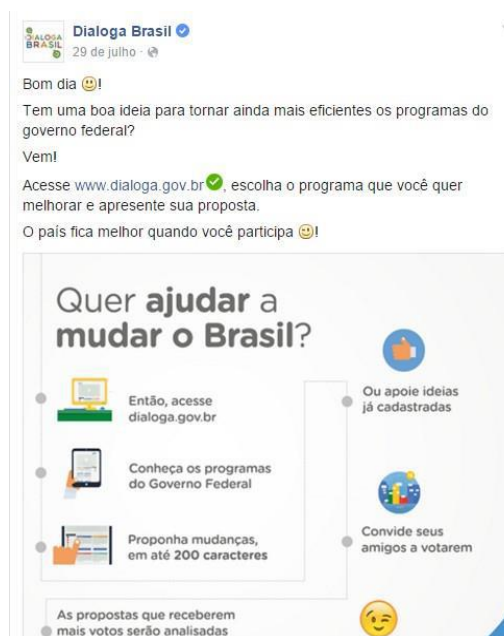 DIALOGA
BRASIL
Dialoga Brasil
29 de julho ·
Bom dia !
Tem uma boa ideia para tornar ainda mais eficientes os programas do
governo federal?
Vem!
Acesse www.dialoga.gov.br , escolha o programa que você quer
melhorar e apresente sua proposta.
O país fica melhor quando você participa !
Quer ajudar a
mudar o Brasil?
Então, acesse
dialoga.gov.br
Conheça os programas
do Governo Federal
Proponha mudanças,
em até 200 caracteres
Ou apoie ideias
já cadastradas
Convide seus
amigos a votarem
As propostas que receberem
mais votos serão analisadas